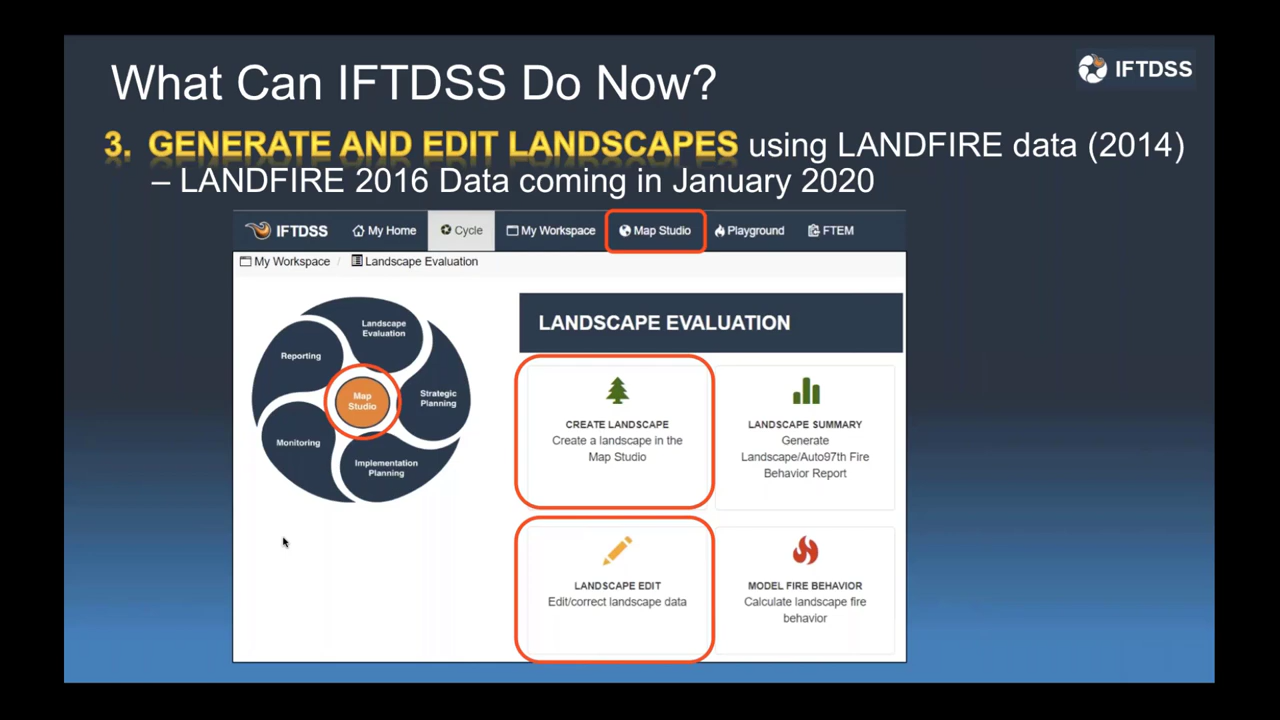 What Can IFTDSS Do Now?
IFTDSS
3. GENERATE AND EDIT LANDSCAPES using LANDFIRE data (2014)
– LANDFIRE 2016 Data coming in January 2020
IFTDSS My Home Cycle My Workspace Map Studio Playground FTEM
My Workspace / Landscape Evaluation
Landscape
Evaluation
Reporting
Strategic
Planning
Map
Studio
Monitoring
Implementation
Planning
LANDSCAPE EVALUATION
CREATE LANDSCAPE
Create a landscape in the
Map Studio
LANDSCAPE SUMMARY
Generate
Landscape/Auto97th Fire
Behavior Report
LANDSCAPE EDIT
Edit/correct landscape data
MODEL FIRE BEHAVIOR
Calculate landscape fire
behavior